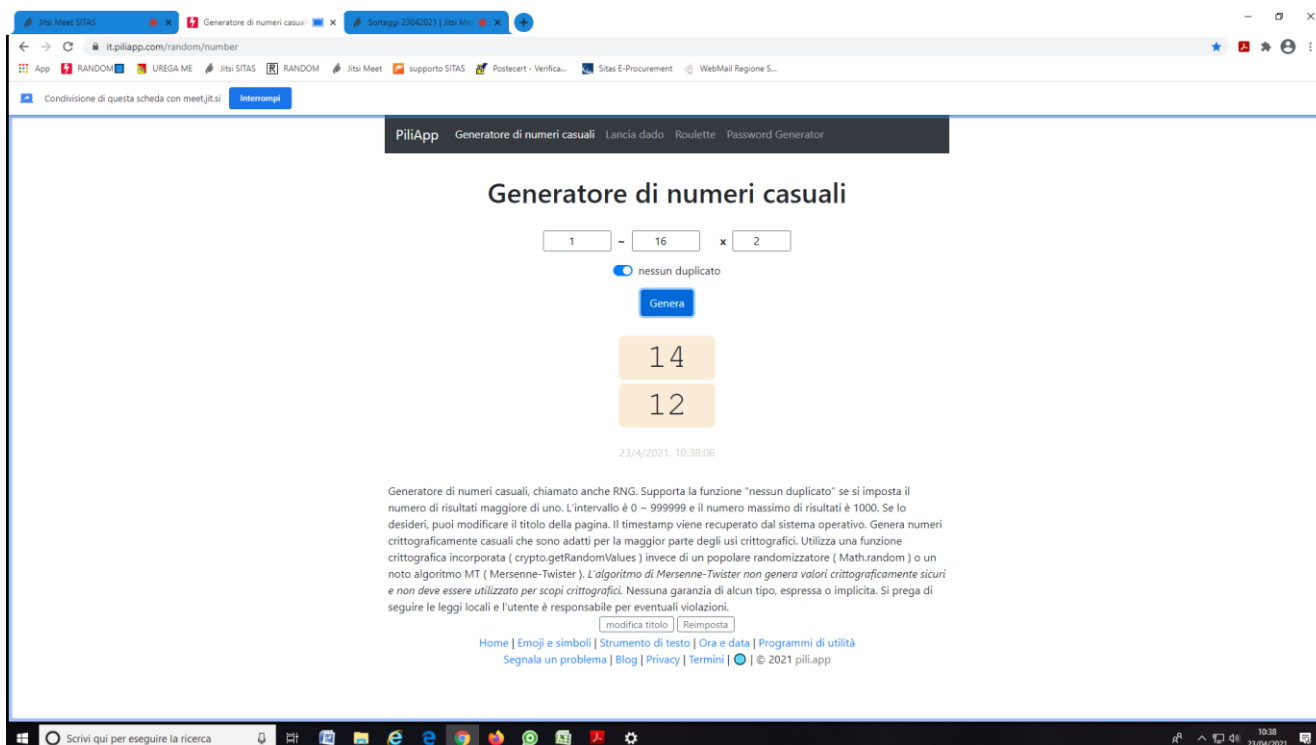 Jitsi Meet SITAS
Generatore di numeri casuali
Sorteggi 23042021 | Jitsi Mee
it.piliapp.com/random/number
App RANDOM UREGA ME Jitsi SITAS RANDOM Jitsi Meet supporto SITAS Postecert - Verifica... Sitas E-Procurement WebMail Regione S...
Condivisione di questa scheda con meet.jit.si Interrompi
PiliApp Generatore di numeri casuali Lancia dado Roulette Password Generator
Generatore di numeri casuali
1 ~ 16 x 2
nessun duplicato
Genera
14
12
23/4/2021, 10:38:06
Generatore di numeri casuali, chiamato anche RNG. Supporta la funzione "nessun duplicato" se si imposta il
numero di risultati maggiore di uno. L'intervallo è 0 ~ 999999 e il numero massimo di risultati è 1000. Se lo
desideri, puoi modificare il titolo della pagina. Il timestamp viene recuperato dal sistema operativo. Genera numeri
crittograficamente casuali che sono adatti per la maggior parte degli usi crittografici. Utilizza una funzione
crittografica incorporata ( crypto.getRandomValues ) invece di un popolare randomizzatore ( Math.random ) o un
noto algoritmo MT ( Mersenne-Twister ). L'algoritmo di Mersenne-Twister non genera valori crittograficamente sicuri
e non deve essere utilizzato per scopi crittografici. Nessuna garanzia di alcun tipo, espressa o implicita. Si prega di
seguire le leggi locali e l'utente è responsabile per eventuali violazioni.
modifica titolo Reimposta
Home | Emoji e simboli | Strumento di testo | Ora e data | Programmi di utilità
Segnala un problema | Blog | Privacy | Termini | | © 2021 pili.app
Scrivi qui per eseguire la ricerca
10:38
23/04/2021